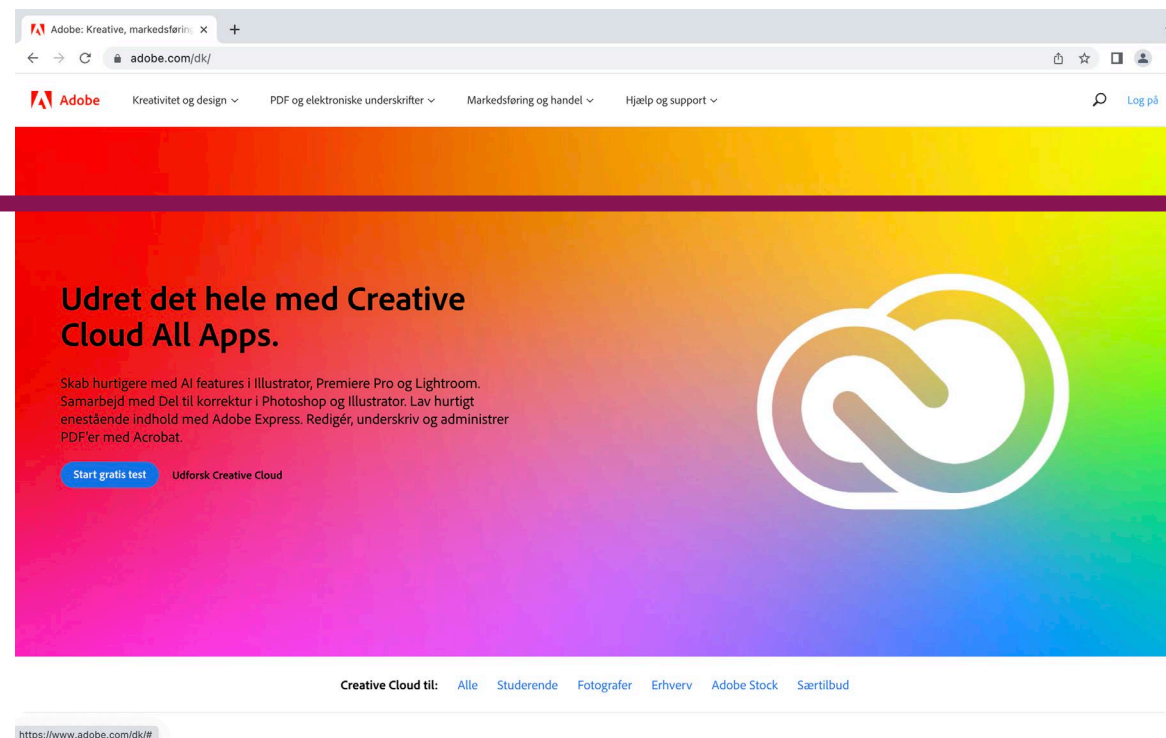 Adobe: Kreative, markedsføring
adobe.com/dk/
Adobe Kreativitet og design PDF og elektroniske underskrifter Markedsføring og handel Hjælp og support Log på
Udret det hele med Creative
Cloud All Apps.
Skab hurtigere med AI features i Illustrator, Premiere Pro og Lightroom.
Samarbejd med Del til korrektur i Photoshop og Illustrator. Lav hurtigt
enestående indhold med Adobe Express. Redigér, underskriv og administrer
PDF'er med Acrobat.
Start gratis test Udforsk Creative Cloud
Creative Cloud til: Alle Studerende Fotografer Erhverv Adobe Stock Særtilbud
https://www.adobe.com/dk/#